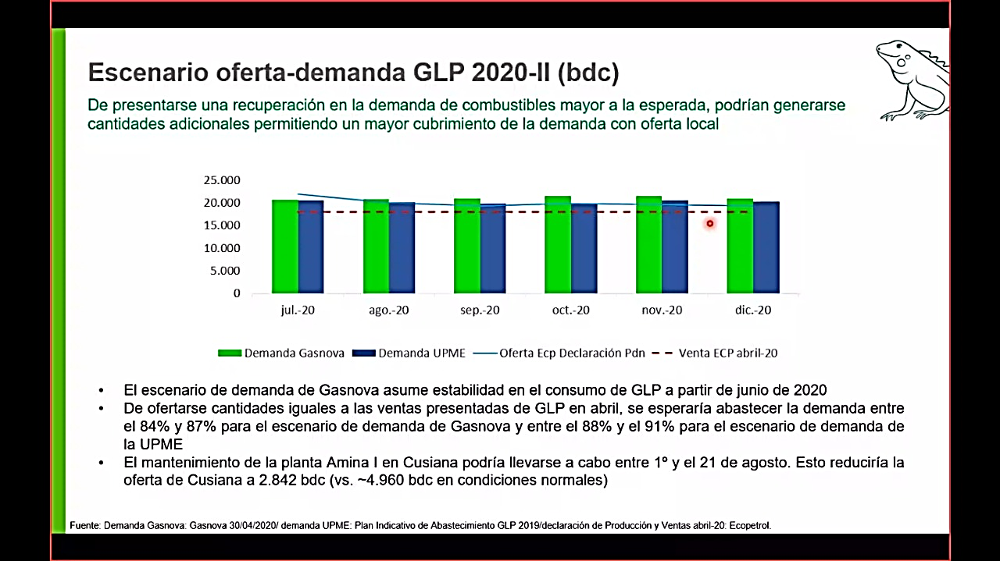 Escenario oferta-demanda GLP 2020-II (bdc)
De presentarse una recuperación en la demanda de combustibles mayor a la esperada, podrían generarse
cantidades adicionales permitiendo un mayor cubrimiento de la demanda con oferta local
25.000
20.000
15.000
10.000
5.000
0
jul.-20 ago.-20 sep.-20 oct.-20 nov.-20 dic.-20
Demanda Gasnova Demanda UPME Oferta Ecp Declaración Pdn Venta ECP abril-20
• El escenario de demanda de Gasnova asume estabilidad en el consumo de GLP a partir de junio de 2020
• De ofertarse cantidades iguales a las ventas presentadas de GLP en abril, se esperaría abastecer la demanda entre
el 84% y 87% para el escenario de demanda de Gasnova y entre el 88% y el 91% para el escenario de demanda de
la UPME
• El mantenimiento de la planta Amina I en Cusiana podría llevarse a cabo entre 1º y el 21 de agosto. Esto reduciría la
oferta de Cusiana a 2.842 bdc (vs. ~4.960 bdc en condiciones normales)
Fuente: Demanda Gasnova: Gasnova 30/04/2020/ demanda UPME: Plan Indicativo de Abastecimiento GLP 2019/declaración de Producción y Ventas abril-20: Ecopetrol.